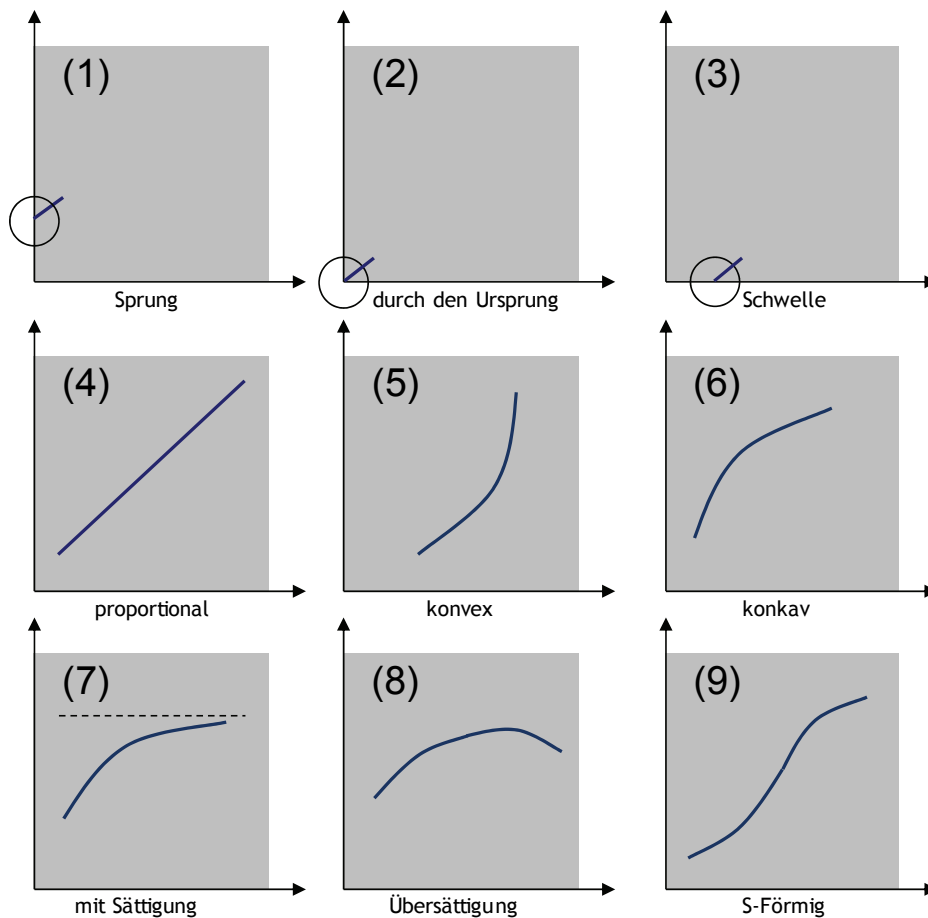 (1)
(2)
(3)
Sprung
durch den Ursprung
Schwelle
(4)
(5)
(6)
proportional
konvex
konkav
(7)
(8)
(9)
mit Sättigung
Übersättigung
S-Förmig